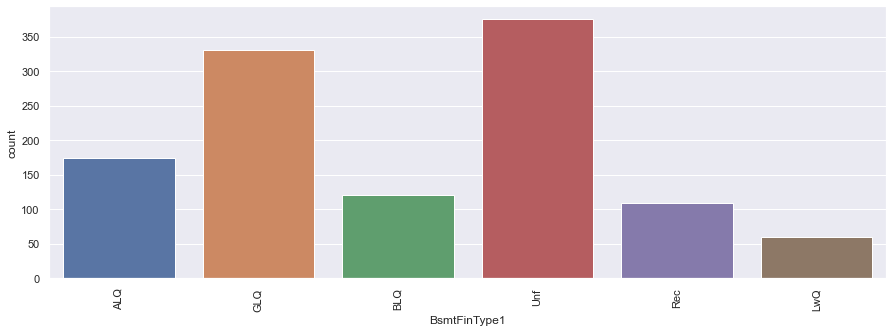 count
350
300
250
200
150
100
50
0
ALQ
GLQ
BLQ
Unf
Rec
LwQ
BsmtFinType1